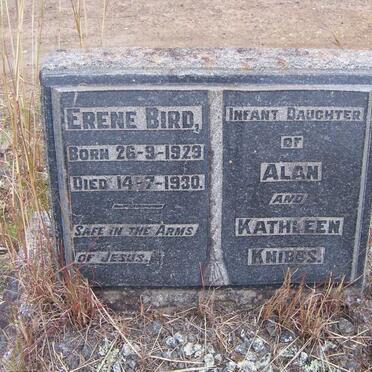 ERENE BIRD,
BORN 26-9-1929
DIED 14-7-1930.
SAFE IN THE ARMS
OF JESUS.
INFANT DAUGHTER
OF
ALAN
AND
KATHLEEN
KNIBBS.